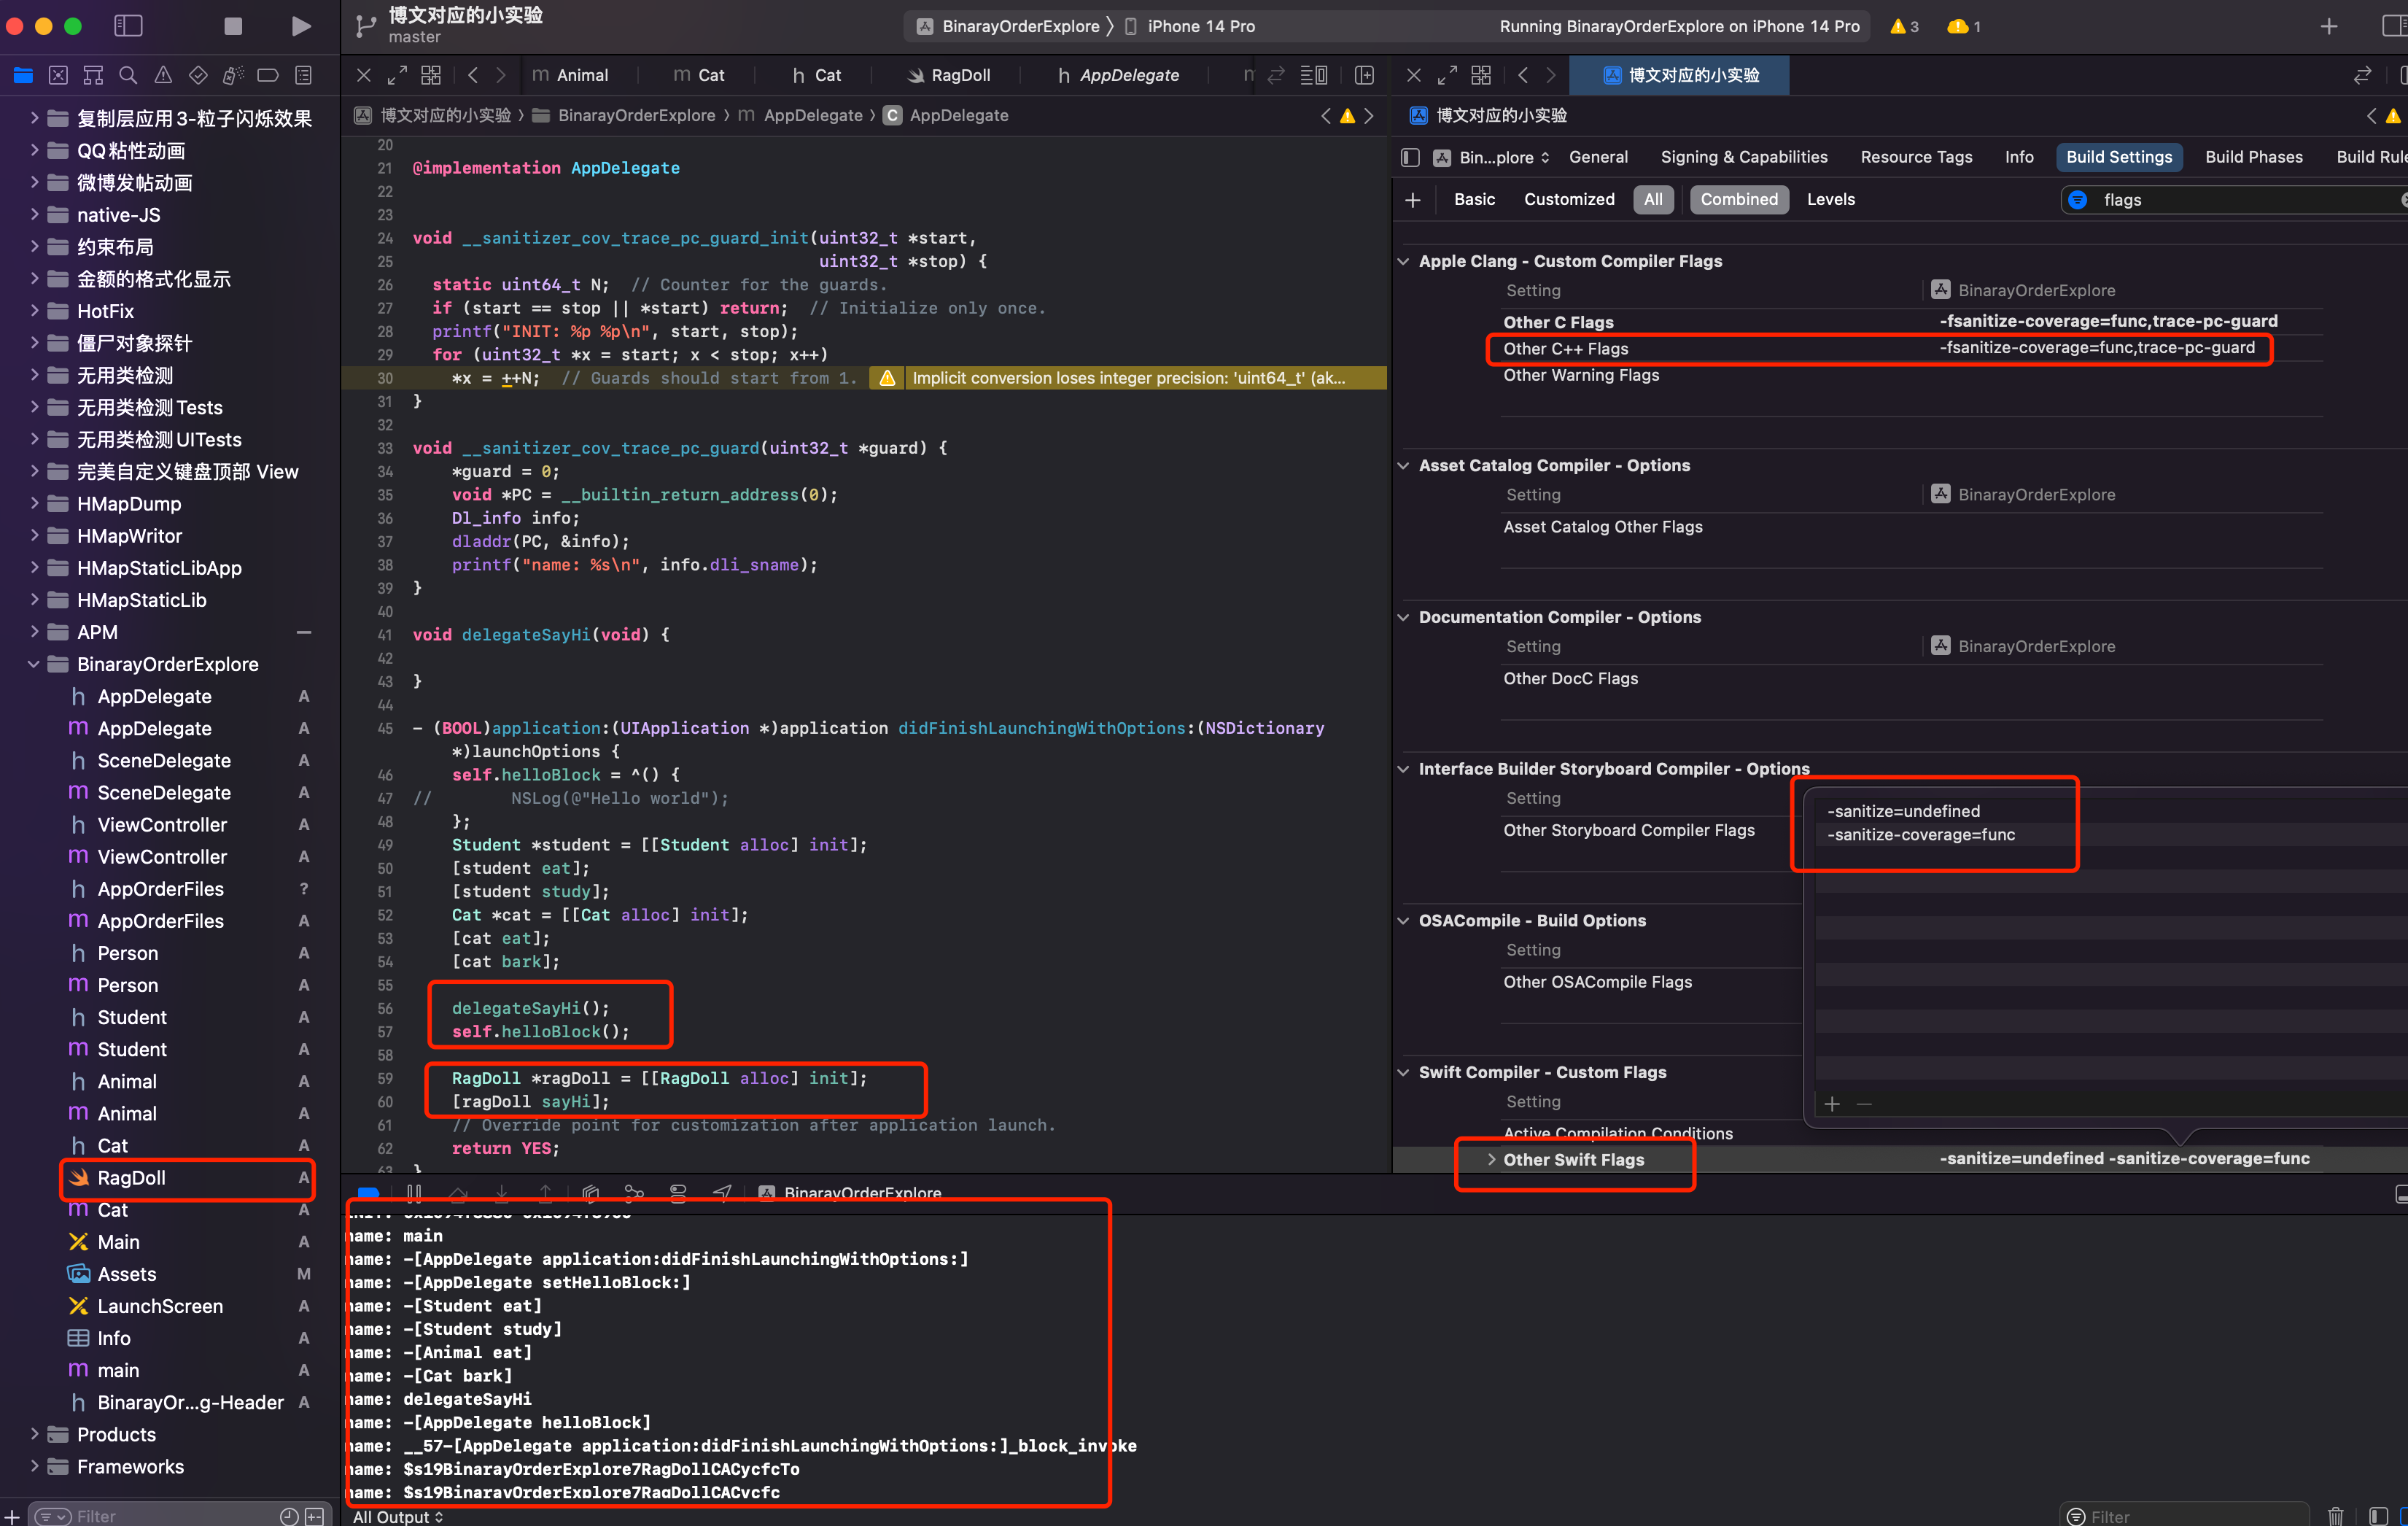 博文对应的小实验
master
BinarayOrderExplore 〉 iPhone 14 Pro
Running BinarayOrderExplore on iPhone 14 Pro
3
1
Animal
Cat
Cat
RagDoll
AppDelegate
博文对应的小实验
博文对应的小实验 〉 BinarayOrderExplore 〉 AppDelegate 〉 C AppDelegate
博文对应的小实验
复制层应用3-粒子闪烁效果
QQ粘性动画
微博发帖动画
native-JS
约束布局
金额的格式化显示
HotFix
僵尸对象探针
无用类检测
无用类检测Tests
无用类检测UITests
完美自定义键盘顶部 View
HMapDump
HMapWritor
HMapStaticLibApp
HMapStaticLib
APM
BinarayOrderExplore
h AppDelegate A
m AppDelegate A
h SceneDelegate A
m SceneDelegate A
h ViewController A
m ViewController A
h AppOrderFiles ?
m AppOrderFiles A
h Person A
m Person A
h Student A
m Student A
h Animal A
m Animal A
h Cat A
RagDoll A
m Cat A
Main A
Assets M
LaunchScreen A
Info A
m main A
h BinarayOr...g-Header A
Products
Frameworks
Filter
20
21 @implementation AppDelegate
22
23
24 void __sanitizer_cov_trace_pc_guard_init(uint32_t *start,
25 uint32_t *stop) {
26 static uint64_t N;  // Counter for the guards.
27 if (start == stop || *start) return;  // Initialize only once.
28 printf("INIT: %p %p\n", start, stop);
29 for (uint32_t *x = start; x < stop; x++)
30 *x = ++N;  // Guards should start from 1.
Implicit conversion loses integer precision: 'uint64_t' (ak...
31 }
32
33 void __sanitizer_cov_trace_pc_guard(uint32_t *guard) {
34 *guard = 0;
35 void *PC = __builtin_return_address(0);
36 Dl_info info;
37 dladdr(PC, &info);
38 printf("name: %s\n", info.dli_sname);
39 }
40
41 void delegateSayHi(void) {
42
43 }
44
45 - (BOOL)application:(UIApplication *)application didFinishLaunchingWithOptions:(NSDictionary
*)launchOptions {
46 self.helloBlock = ^() {
47 // NSLog(@"Hello world");
48 };
49 Student *student = [[Student alloc] init];
50 [student eat];
51 [student study];
52 Cat *cat = [[Cat alloc] init];
53 [cat eat];
54 [cat bark];
55
56 delegateSayHi();
57 self.helloBlock();
58
59 RagDoll *ragDoll = [[RagDoll alloc] init];
60 [ragDoll sayHi];
61 // Override point for customization after application launch.
62 return YES;
63 }
Bin...plore
General
Signing & Capabilities
Resource Tags
Info
Build Settings
Build Phases
Build Rule
Basic
Customized
All
Combined
Levels
flags
Apple Clang - Custom Compiler Flags
Setting
BinarayOrderExplore
Other C Flags
-fsanitize-coverage=func,trace-pc-guard
Other C++ Flags
-fsanitize-coverage=func,trace-pc-guard
Other Warning Flags
Asset Catalog Compiler - Options
Setting
BinarayOrderExplore
Asset Catalog Other Flags
Documentation Compiler - Options
Setting
BinarayOrderExplore
Other DocC Flags
Interface Builder Storyboard Compiler - Options
Setting
Other Storyboard Compiler Flags
-sanitize=undefined
-sanitize-coverage=func
OSACompile - Build Options
Setting
Other OSACompile Flags
Swift Compiler - Custom Flags
Setting
Active Compilation Conditions
Other Swift Flags
-sanitize=undefined -sanitize-coverage=func
BinarayOrderExplore
name: main
name: -[AppDelegate application:didFinishLaunchingWithOptions:]
name: -[AppDelegate setHelloBlock:]
name: -[Student eat]
name: -[Student study]
name: -[Animal eat]
name: -[Cat bark]
name: delegateSayHi
name: -[AppDelegate helloBlock]
name: __57-[AppDelegate application:didFinishLaunchingWithOptions:]_block_invoke
name: $s19BinarayOrderExplore7RagDollCACycfcTo
name: $s19BinarayOrderExplore7RagDollCACycfc
All Output
Filter